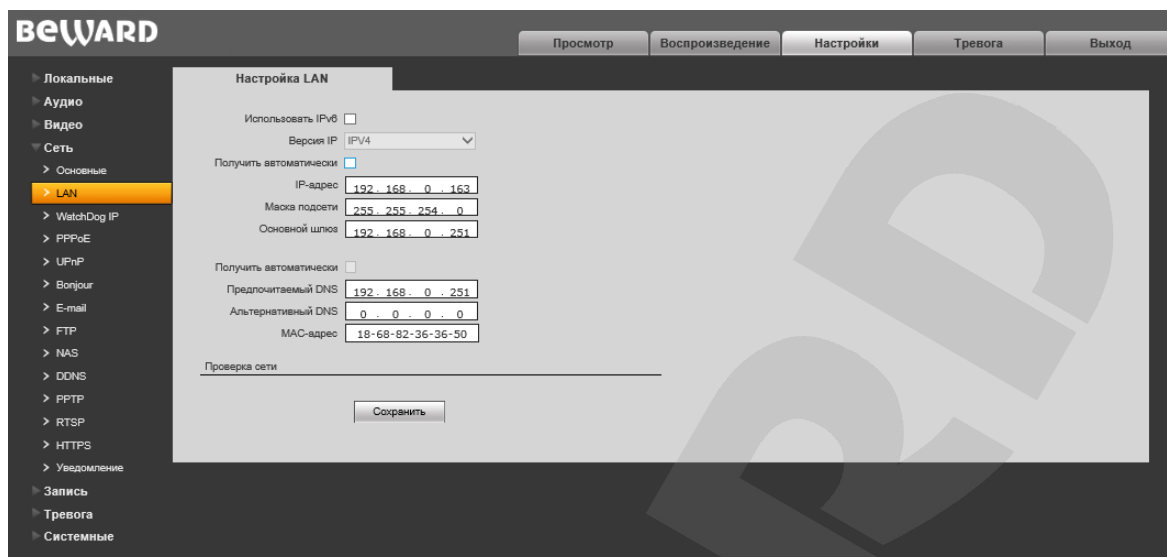 BEWARD
Просмотр Воспроизведение Настройки Тревога Выход
Локальные
Аудио
Видео
Сеть
Основные
LAN
WatchDog IP
PPPoE
UPnP
Bonjour
E-mail
FTP
NAS
DDNS
PPTP
RTSP
HTTPS
Уведомление
Запись
Тревога
Системные
Настройка LAN
Использовать IPv6
Версия IP IPV4
Получить автоматически
IP-адрес 192. 168. 0 . 163
Маска подсети 255. 255. 254. 0
Основной шлюз 192. 168. 0 . 251
Получить автоматически
Предпочитаемый DNS 192. 168. 0 . 251
Альтернативный DNS 0 . 0 . 0 . 0
МАС-адрес 18-68-82-36-36-50
Проверка сети
Сохранить
RD